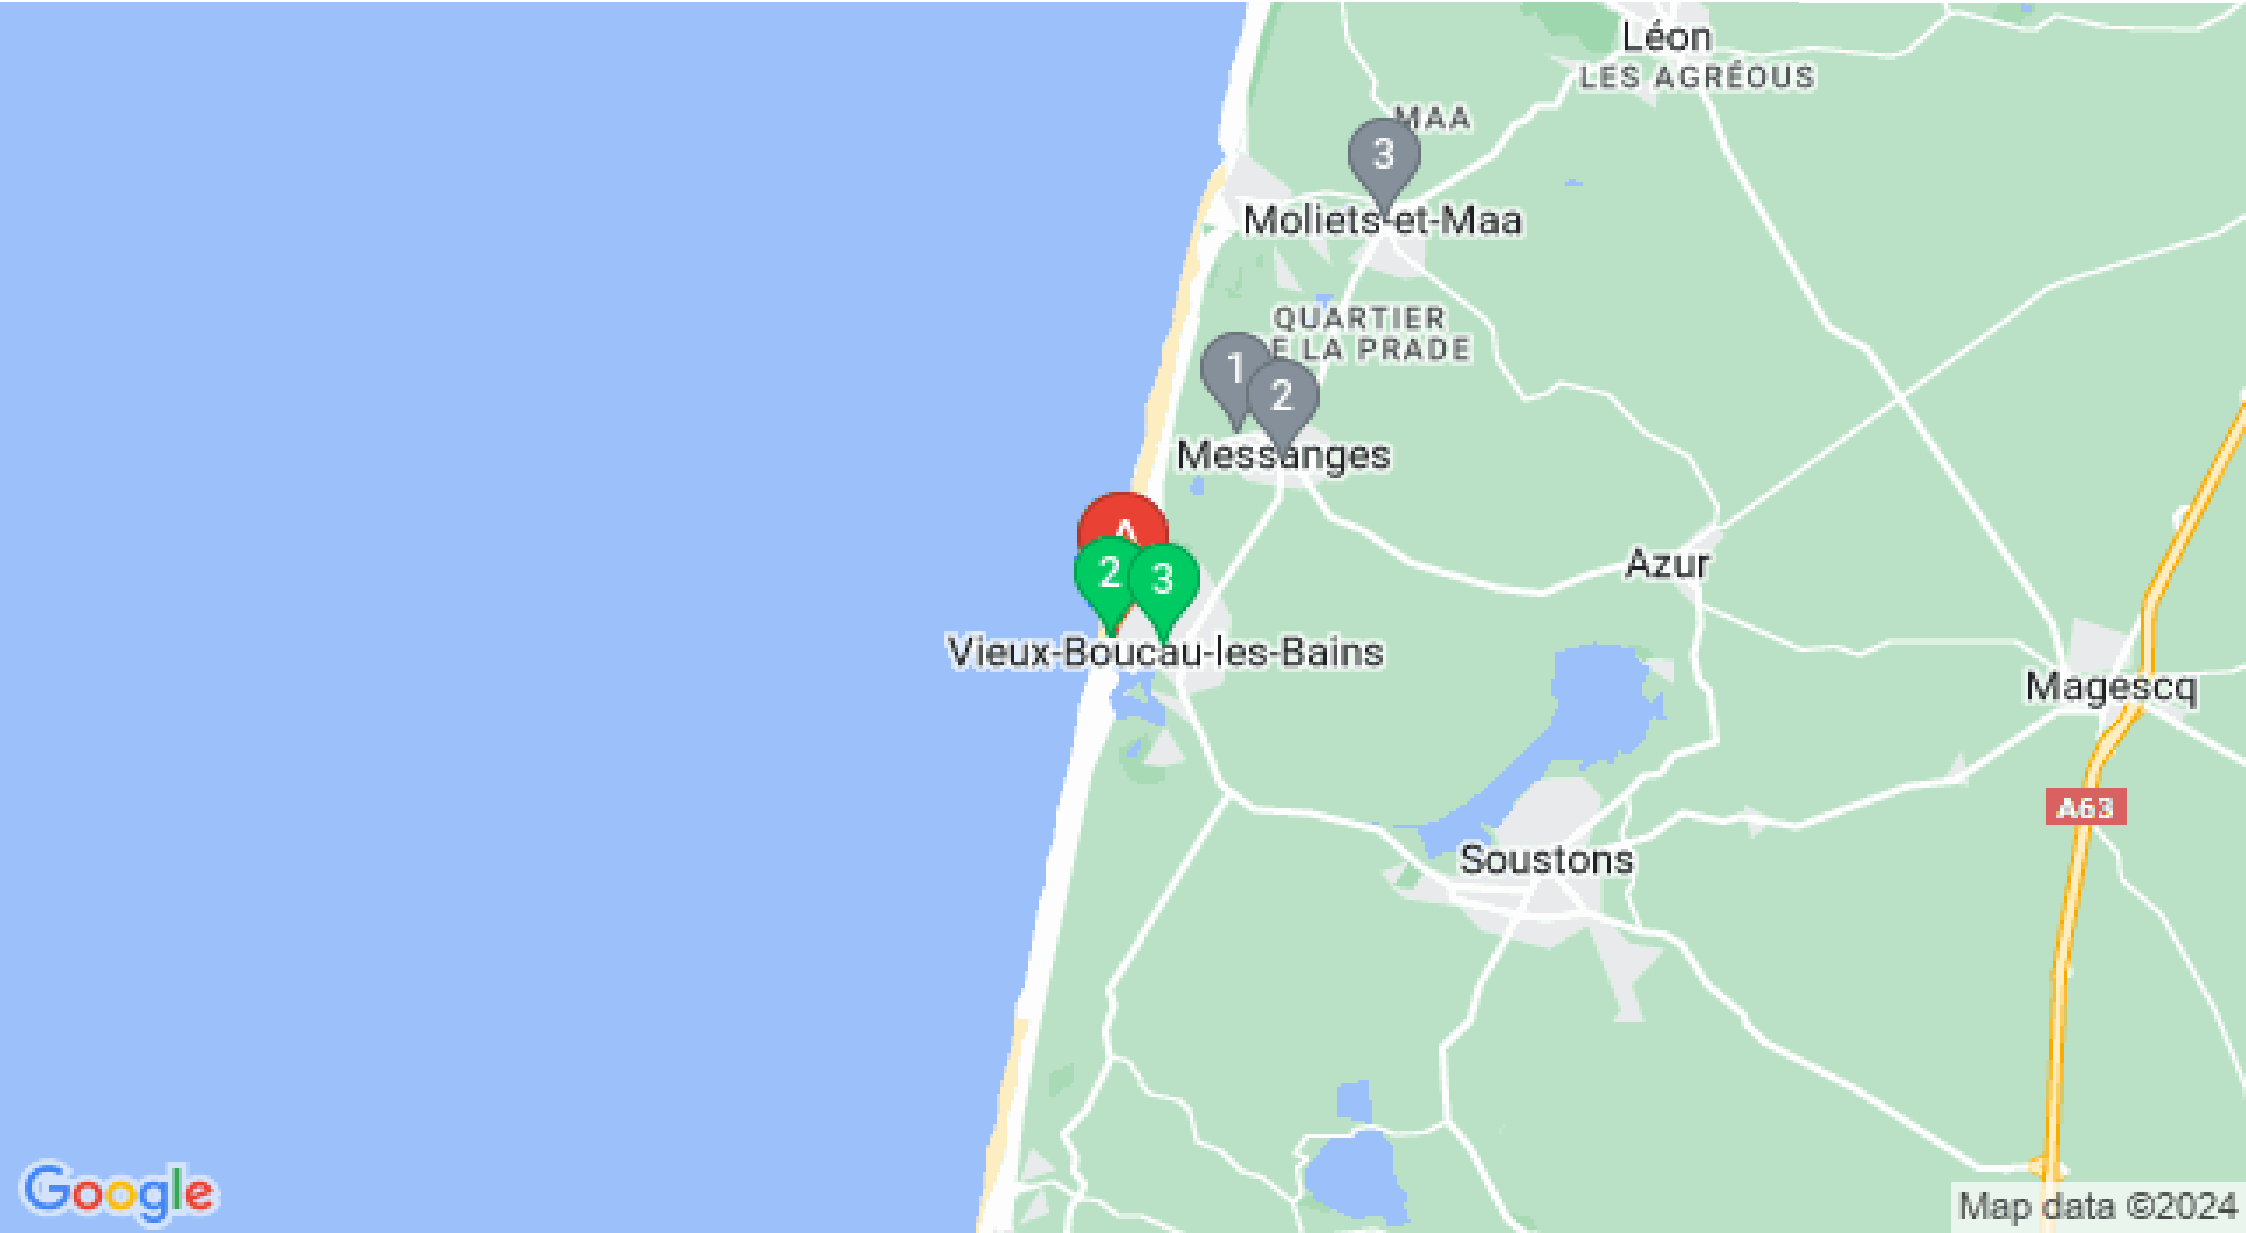 Léon
LES AGRÉOUS
MAA
3
Moliets-et-Maa
QUARTIER
E LA PRADE
1
2
Messanges
A
2
3
Azur
Vieux-Boucau-les-Bains
Magescq
A63
Soustons
Google
Map data ©2024